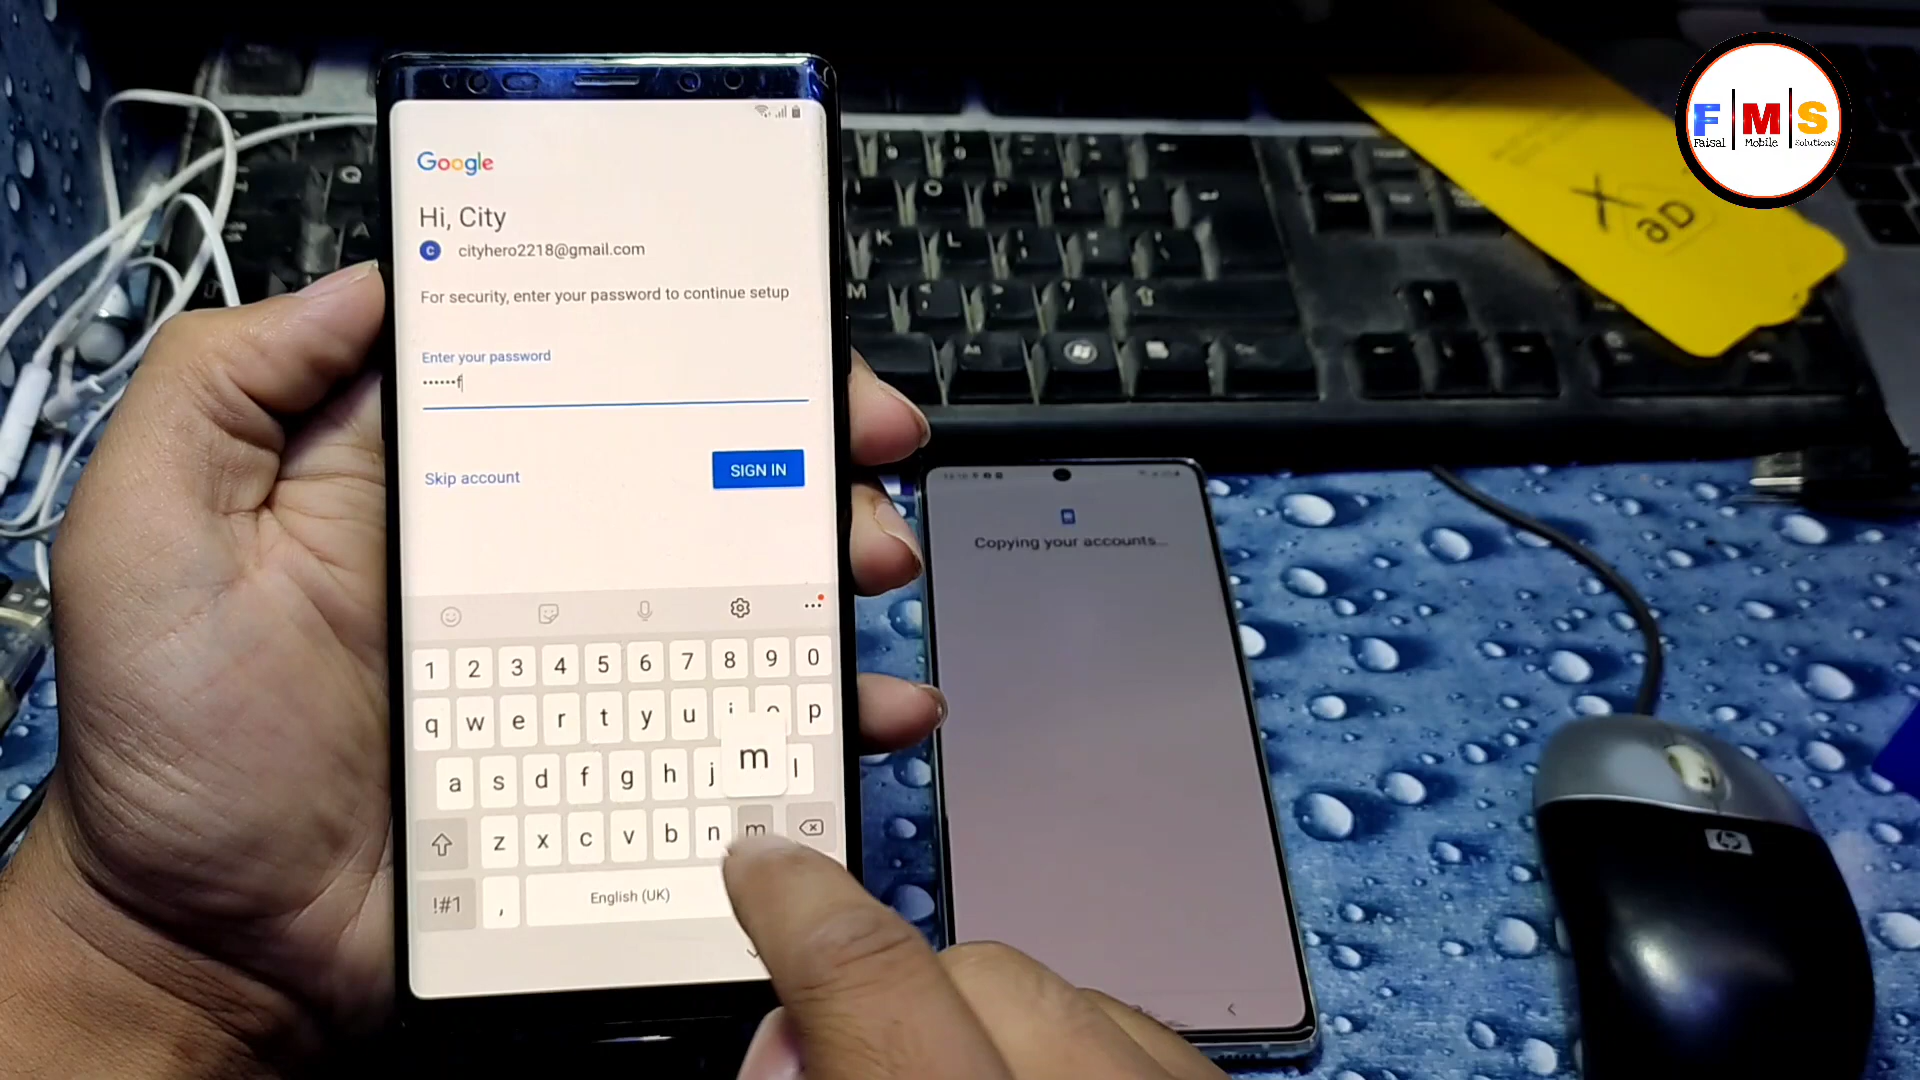 Google
Hi, City
C cityhero2218@gmail.com
For security, enter your password to continue setup
Enter your password
••••••f
Skip account
SIGN IN
1 2 3 4 5 6 7 8 9 0
q w e r t y u i o p
a s d f g h j m l
z x c v b n m
!#1 , English (UK)
Copying your accounts...
F|M|S
Faisal Mobile Solutions
Q
K L
M
hp